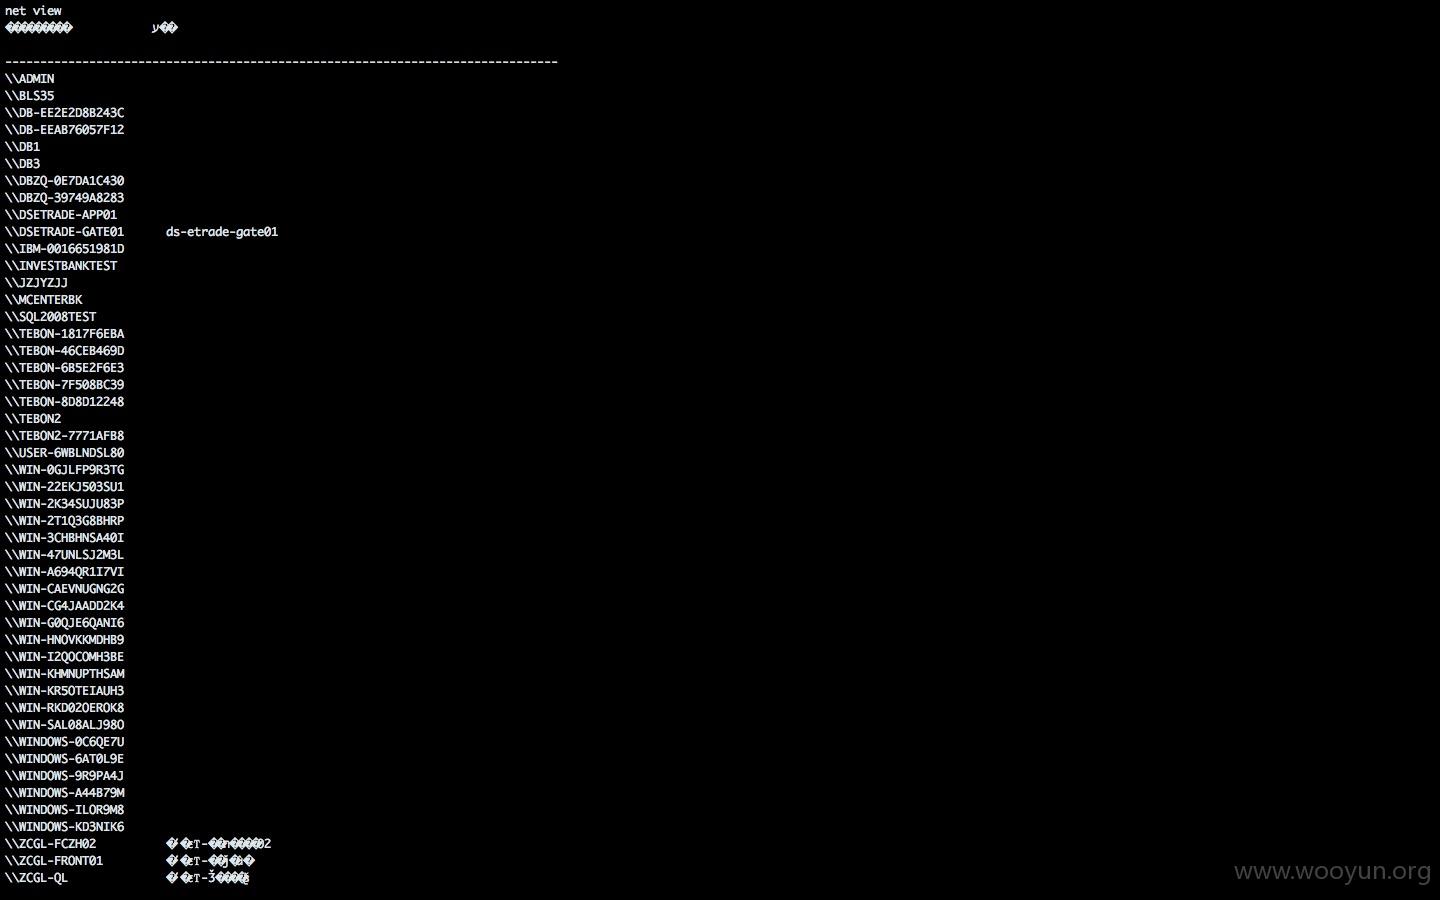 net view
--------------------------------------------------------------------------------
\\ADMIN
\\BLS35
\\DB-EE2E2D8B243C
\\DB-EEAB76057F12
\\DB1
\\DB3
\\DBZQ-0E7DA1C430
\\DBZQ-39749A8283
\\DSETRADE-APP01
\\DSETRADE-GATE01 ds-etrade-gate01
\\IBM-0016651981D
\\INVESTBANKTEST
\\JZJYZJJ
\\MCENTERBK
\\SQL2008TEST
\\TEBON-1817F6EBA
\\TEBON-46CEB469D
\\TEBON-6B5E2F6E3
\\TEBON-7F508BC39
\\TEBON-8D8D12248
\\TEBON2
\\TEBON2-7771AFB8
\\USER-6WBLNDSL80
\\WIN-0GJLFP9R3TG
\\WIN-22EKJ503SU1
\\WIN-2K34SUJU83P
\\WIN-2T1Q3G8BHRP
\\WIN-3CHBHNSA40I
\\WIN-47UNLSJ2M3L
\\WIN-A694QR1I7VI
\\WIN-CAEVNUGNG2G
\\WIN-CG4JAADD2K4
\\WIN-G0QJE6QANI6
\\WIN-HNOVKKMDHB9
\\WIN-I2QOCOMH3BE
\\WIN-KHMNUPTHSAM
\\WIN-KR5OTEIAUH3
\\WIN-RKD02OEROK8
\\WIN-SAL08ALJ98O
\\WINDOWS-0C6QE7U
\\WINDOWS-6AT0L9E
\\WINDOWS-9R9PA4J
\\WINDOWS-A44B79M
\\WINDOWS-ILOR9M8
\\WINDOWS-KD3NIK6
\\ZCGL-FCZH02
\\ZCGL-FRONT01
\\ZCGL-QL
www.wooyun.org